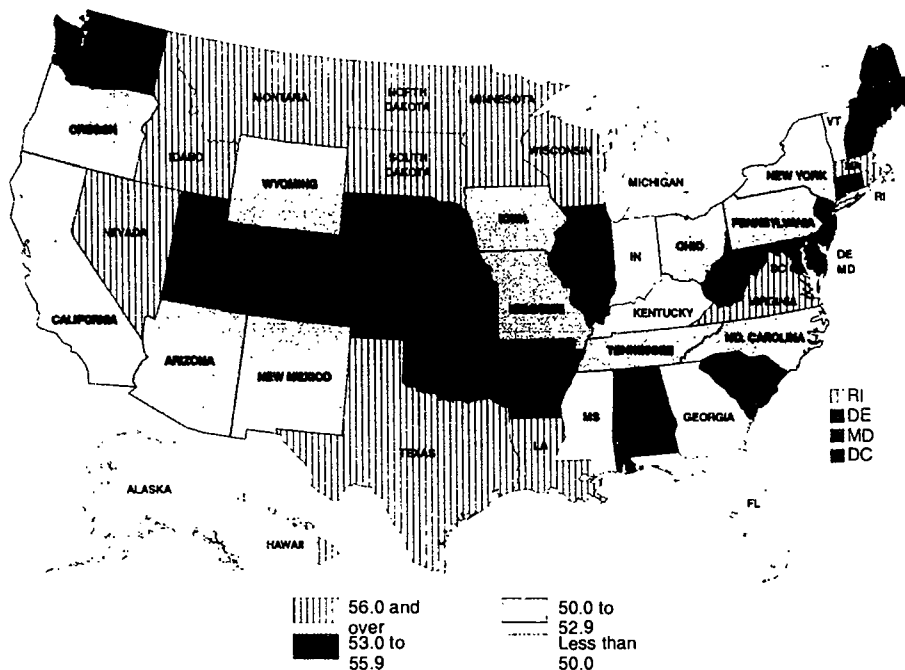 MONTANA
NORTH
DAKOTA
MINNESOTA
OREGON
IDAHO
SOUTH
DAKOTA
WISCONSIN
VT
WYOMING
MICHIGAN
NEW YORK
RI
NEVADA
IOWA
PENNSYLVANIA
IN
OHIO
DE
MD
DC
VIRGINIA
CALIFORNIA
KENTUCKY
ARIZONA
NEW MEXICO
TENNESSEE
NO. CAROLINA
MS
GEORGIA
RI
DE
MD
DC
TEXAS
LA
ALASKA
FL
HAWAII
56.0 and
over
53.0 to
55.9
50.0 to
52.9
Less than
50.0